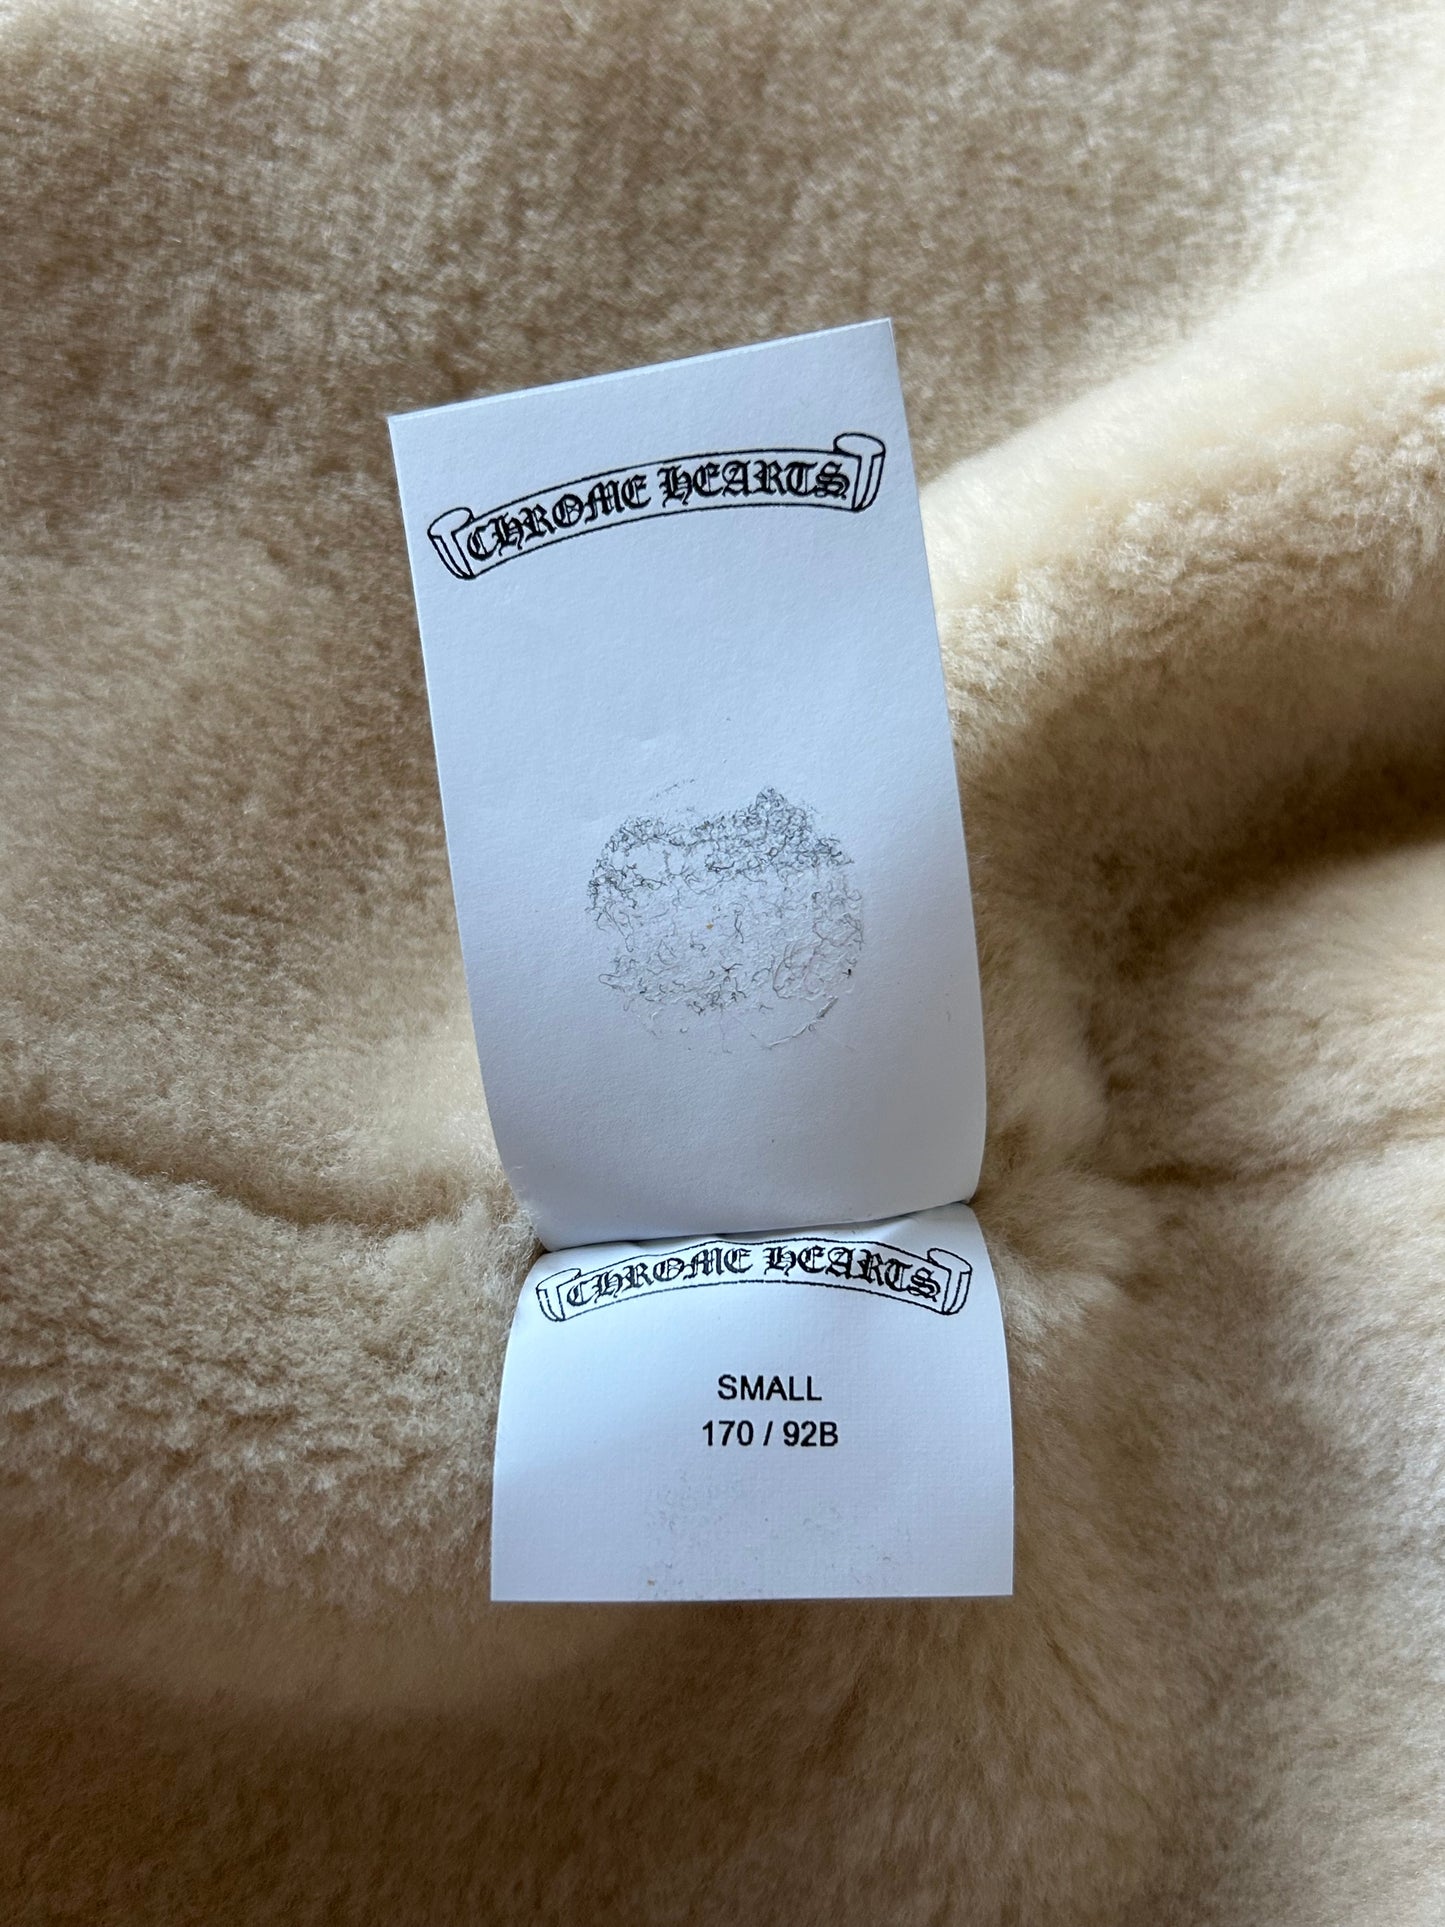 CHROME HEARTS
CHROME HEARTS
SMALL
170 / 92B